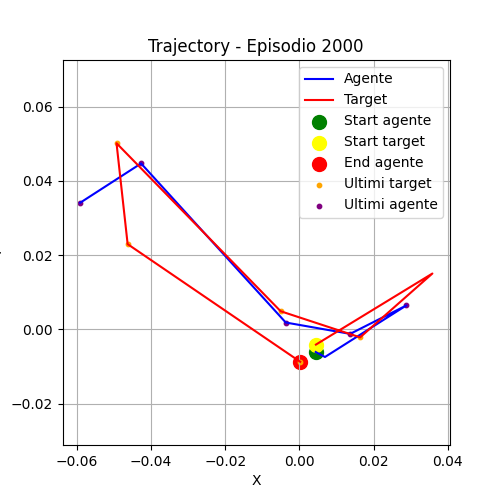 Trajectory - Episodio 2000
Agente
Target
Start agente
Start target
End agente
Ultimi target
Ultimi agente
0.06
0.04
0.02
0.00
−0.02
−0.06
−0.04
−0.02
0.00
0.02
0.04
X